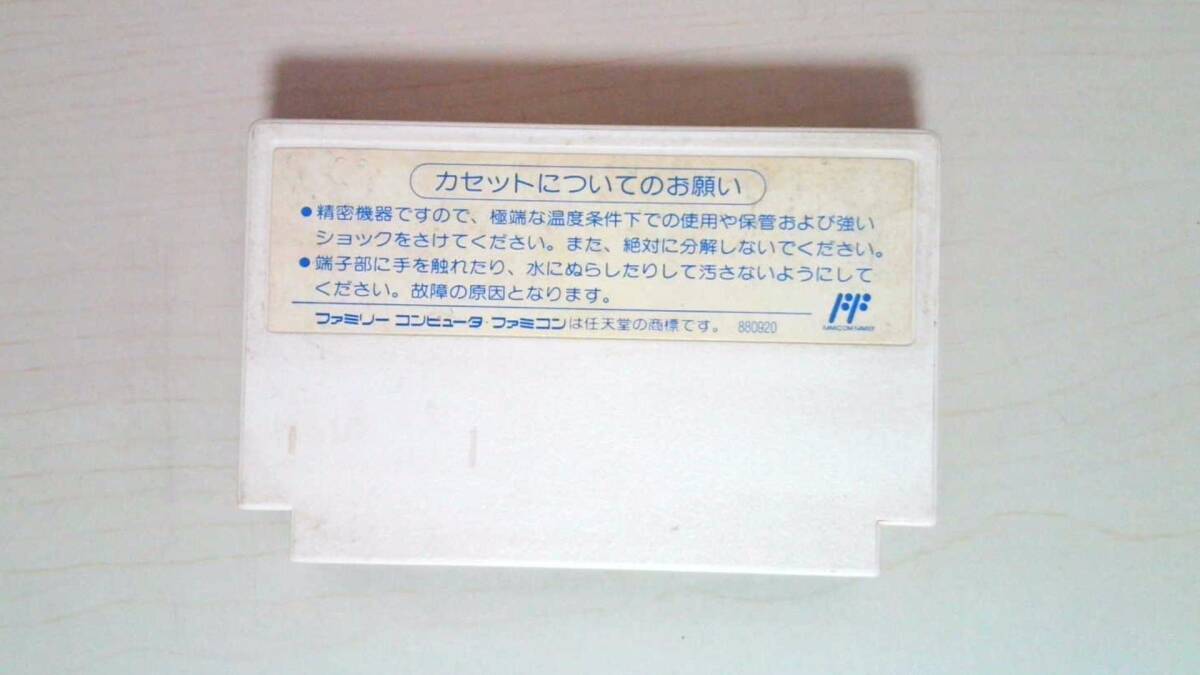 カセットについてのお願い
●精密機器ですので、極端な温度条件下での使用や保管および強い
ショックをさけてください。また、絶対に分解しないでください。
●端子部に手を触れたり、水にぬらしたりして汚さないようにして
ください。故障の原因となります。
ファミリー コンピュータ・ファミコンは任天堂の商標です。 880920
FF
FAMICOM FAMILY